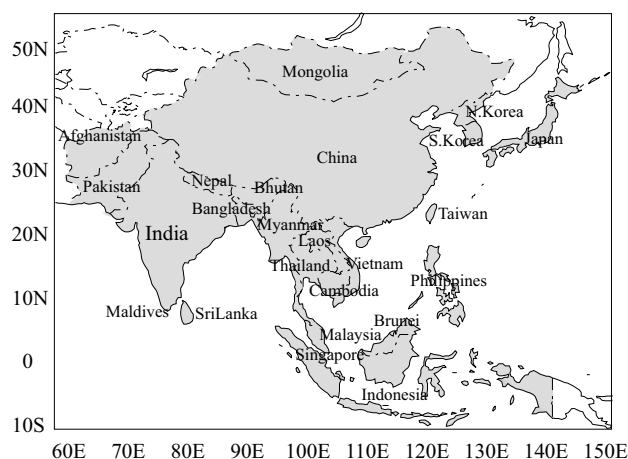 50N
Mongolia
40N
N.Korea
Afghanistan
S.Korea
Japan
China
30N
Nepal
Pakistan
Bhutan
Bangladesh
Taiwan
Myanmar
India
20N
Laos
Thailand
Vietnam
Philippines
Cambodia
10N
Maldives
SriLanka
Brunei
Malaysia
Singapore
0
Indonesia
10S
60E 70E 80E 90E 100E 110E 120E 130E 140E 150E